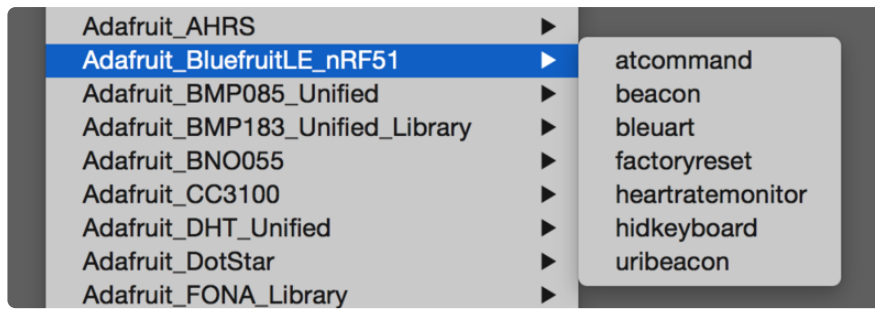 Adafruit_AHRS
Adafruit_BluefruitLE_nRF51
Adafruit_BMP085_Unified
Adafruit_BMP183_Unified_Library
Adafruit_BNO055
Adafruit_CC3100
Adafruit_DHT_Unified
Adafruit_DotStar
Adafruit_FONA_Library
atcommand
beacon
bleuart
factoryreset
heartratemonitor
hidkeyboard
uribeacon